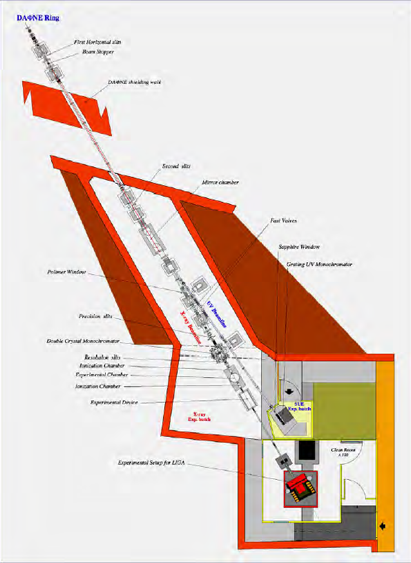 DAΦNE Ring
First Horizontal slits
Beam Stopper
DAΦNE shielding wall
Second slits
Mirror chamber
Fast Valves
Sapphire Window
Grating UV Monochromator
Polimer Window
UV Beamline
X-ray Beamline
Precision slits
Double Crystal Monochromator
Resolution slits
Ionization Chamber
Experimental Chamber
Ionization Chamber
Experimental Device
X-ray
Exp. hutch
Exp. hutch
Clean Room
Experimental Setup for LIGA